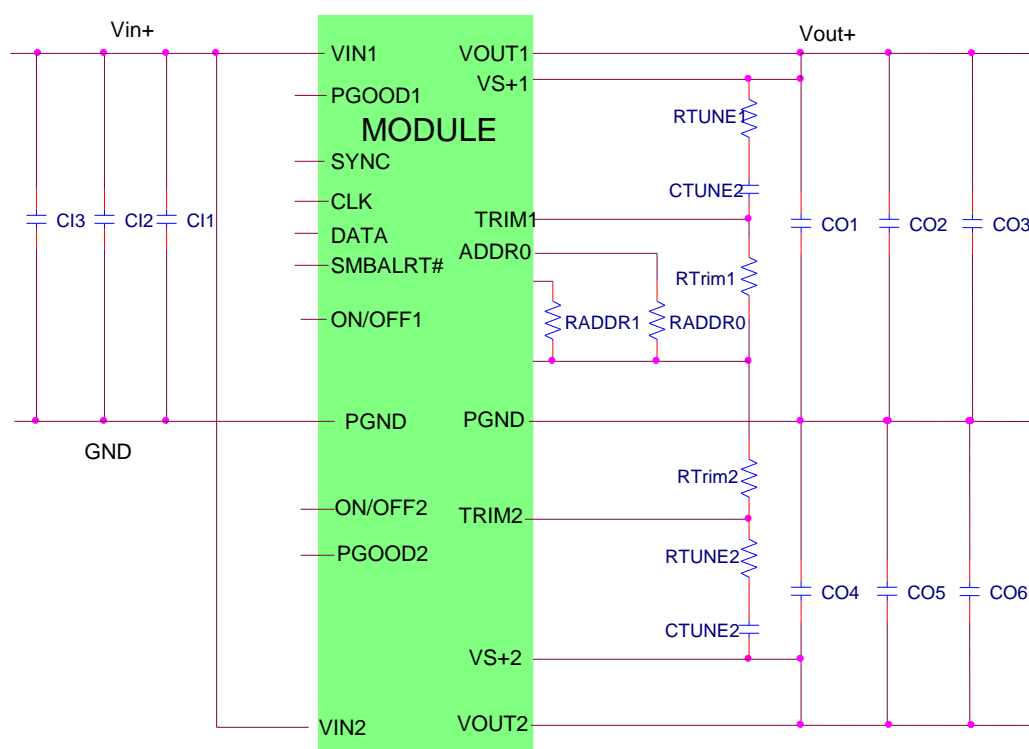 Vin+
Vout+
VIN1
VOUT1
VS+1
PGOOD1
RTUNE1
MODULE
SYNC
CTUNE2
CLK
TRIM1
CI3
CI2
CI1
CO1
CO2
CO3
DATA
ADDR0
SMBALRT#
RTrim1
ON/OFF1
RADDR1
RADDR0
PGND
PGND
GND
RTrim2
ON/OFF2
TRIM2
PGOOD2
RTUNE2
CO4
CO5
CO6
CTUNE2
VS+2
VIN2
VOUT2